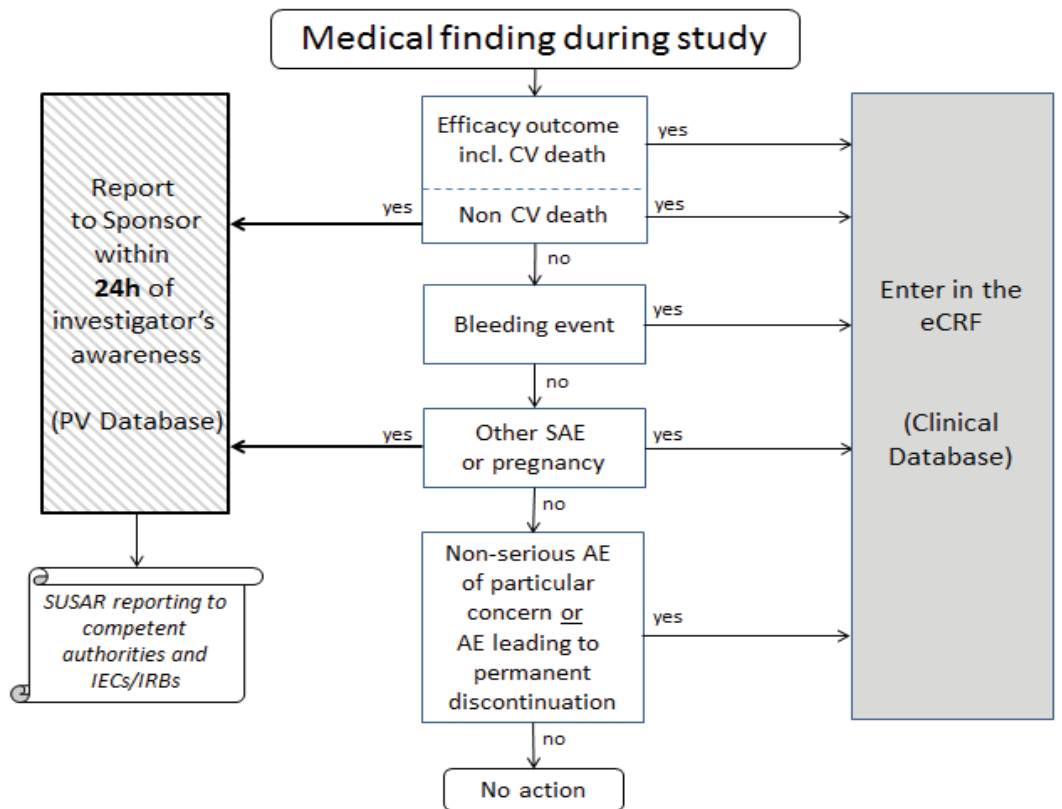 Medical finding during study
Report
to Sponsor
within
24h of
investigator's
awareness
(PV Database)
SUSAR reporting to
competent
authorities and
IECs/IRBs
yes
yes
Efficacy outcome
incl. CV death
Non CV death
no
Bleeding event
no
Other SAE
or pregnancy
no
Non-serious AE
of particular
concern or
AE leading to
permanent
discontinuation
no
No action
yes
yes
yes
yes
yes
Enter in the
eCRF
(Clinical
Database)